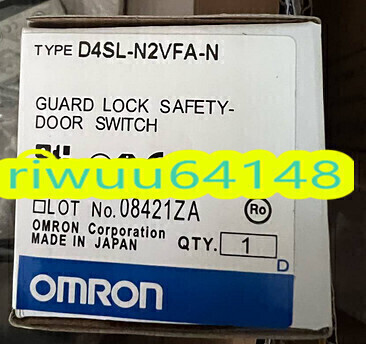 TYPE D4SL-N2VFA-N
GUARD LOCK SAFETY-
DOOR SWITCH
riwuu64148
LOT No. 08421ZA
Ro
OMRON Corporation
MADE IN JAPAN QTY. 1
D
OMRON